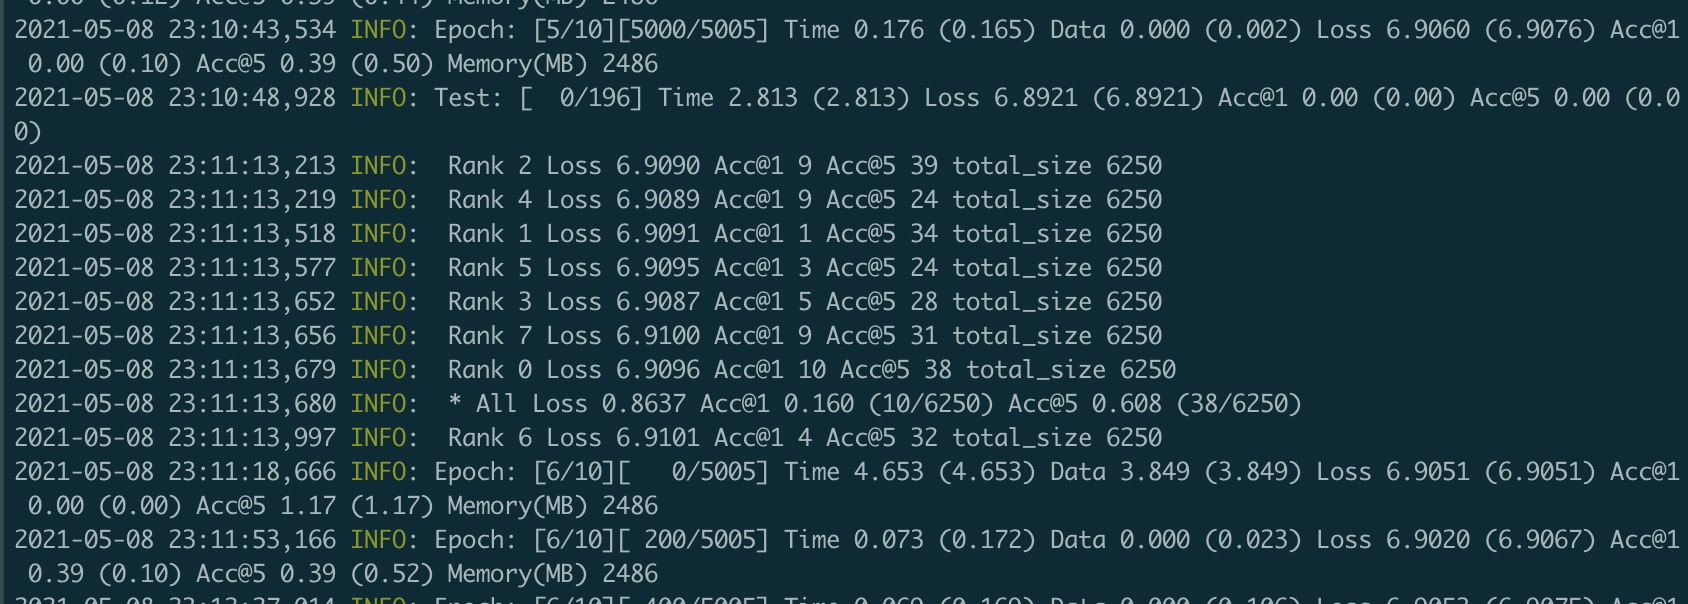 0.00 (0.12) Acc@5 0.39 (0.44) Memory(MB) 2486
2021-05-08 23:10:43,534 INFO: Epoch: [5/10][5000/5005] Time 0.176 (0.165) Data 0.000 (0.002) Loss 6.9060 (6.9076) Acc@1
0.00 (0.10) Acc@5 0.39 (0.50) Memory(MB) 2486
2021-05-08 23:10:48,928 INFO: Test: [  0/196] Time 2.813 (2.813) Loss 6.8921 (6.8921) Acc@1 0.00 (0.00) Acc@5 0.00 (0.0
0)
2021-05-08 23:11:13,213 INFO:  Rank 2 Loss 6.9090 Acc@1 9 Acc@5 39 total_size 6250
2021-05-08 23:11:13,219 INFO:  Rank 4 Loss 6.9089 Acc@1 9 Acc@5 24 total_size 6250
2021-05-08 23:11:13,518 INFO:  Rank 1 Loss 6.9091 Acc@1 1 Acc@5 34 total_size 6250
2021-05-08 23:11:13,577 INFO:  Rank 5 Loss 6.9095 Acc@1 3 Acc@5 24 total_size 6250
2021-05-08 23:11:13,652 INFO:  Rank 3 Loss 6.9087 Acc@1 5 Acc@5 28 total_size 6250
2021-05-08 23:11:13,656 INFO:  Rank 7 Loss 6.9100 Acc@1 9 Acc@5 31 total_size 6250
2021-05-08 23:11:13,679 INFO:  Rank 0 Loss 6.9096 Acc@1 10 Acc@5 38 total_size 6250
2021-05-08 23:11:13,680 INFO:  * All Loss 0.8637 Acc@1 0.160 (10/6250) Acc@5 0.608 (38/6250)
2021-05-08 23:11:13,997 INFO:  Rank 6 Loss 6.9101 Acc@1 4 Acc@5 32 total_size 6250
2021-05-08 23:11:18,666 INFO: Epoch: [6/10][   0/5005] Time 4.653 (4.653) Data 3.849 (3.849) Loss 6.9051 (6.9051) Acc@1
0.00 (0.00) Acc@5 1.17 (1.17) Memory(MB) 2486
2021-05-08 23:11:53,166 INFO: Epoch: [6/10][ 200/5005] Time 0.073 (0.172) Data 0.000 (0.023) Loss 6.9020 (6.9067) Acc@1
0.39 (0.10) Acc@5 0.39 (0.52) Memory(MB) 2486